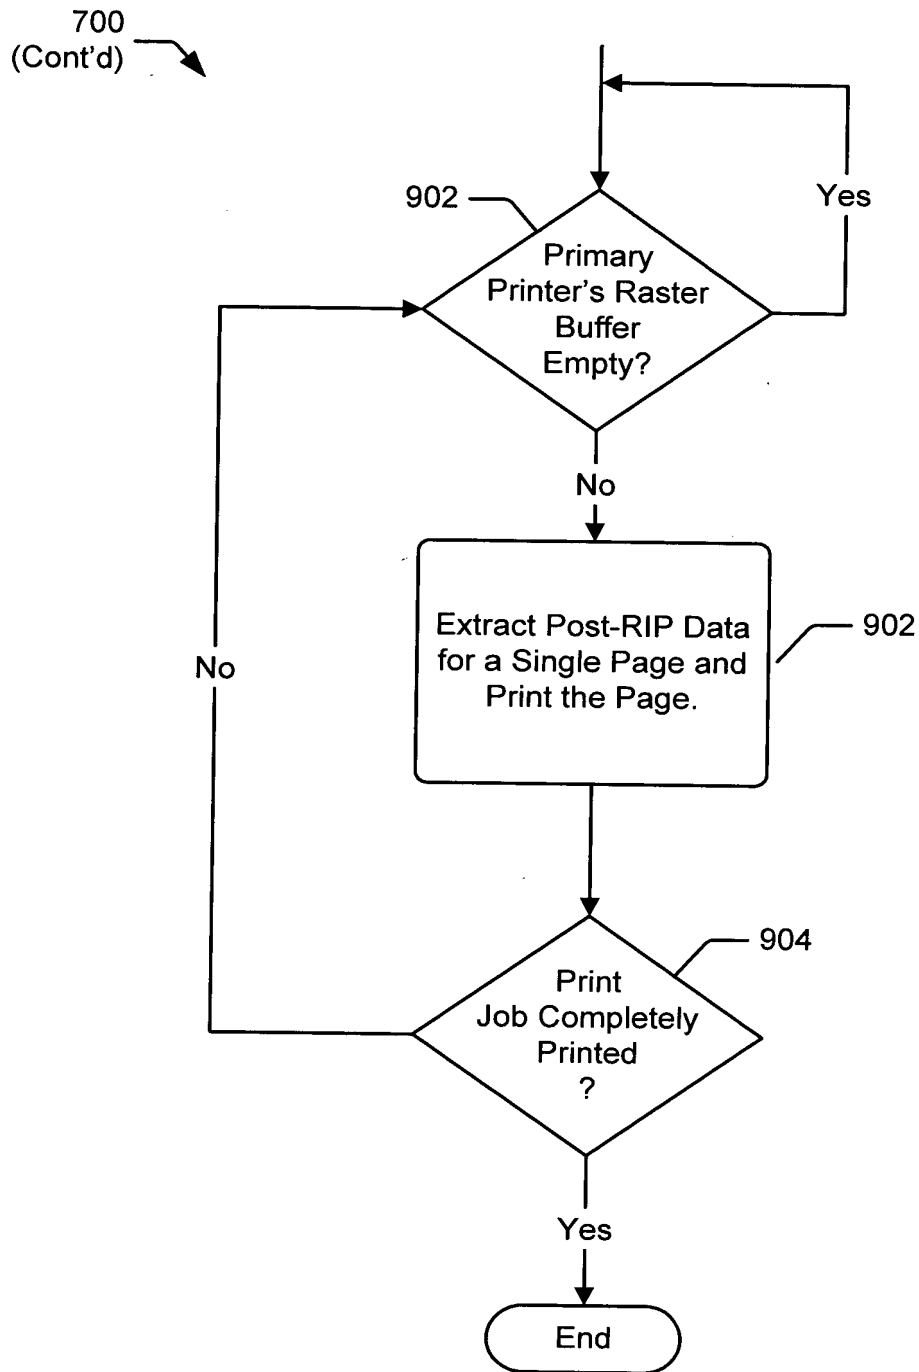 700
(Cont'd)
902
Yes
Primary
Printer's Raster
Buffer
Empty?
No
Extract Post-RIP Data
for a Single Page and
Print the Page.
902
No
904
Print
Job Completely
Printed
?
Yes
End